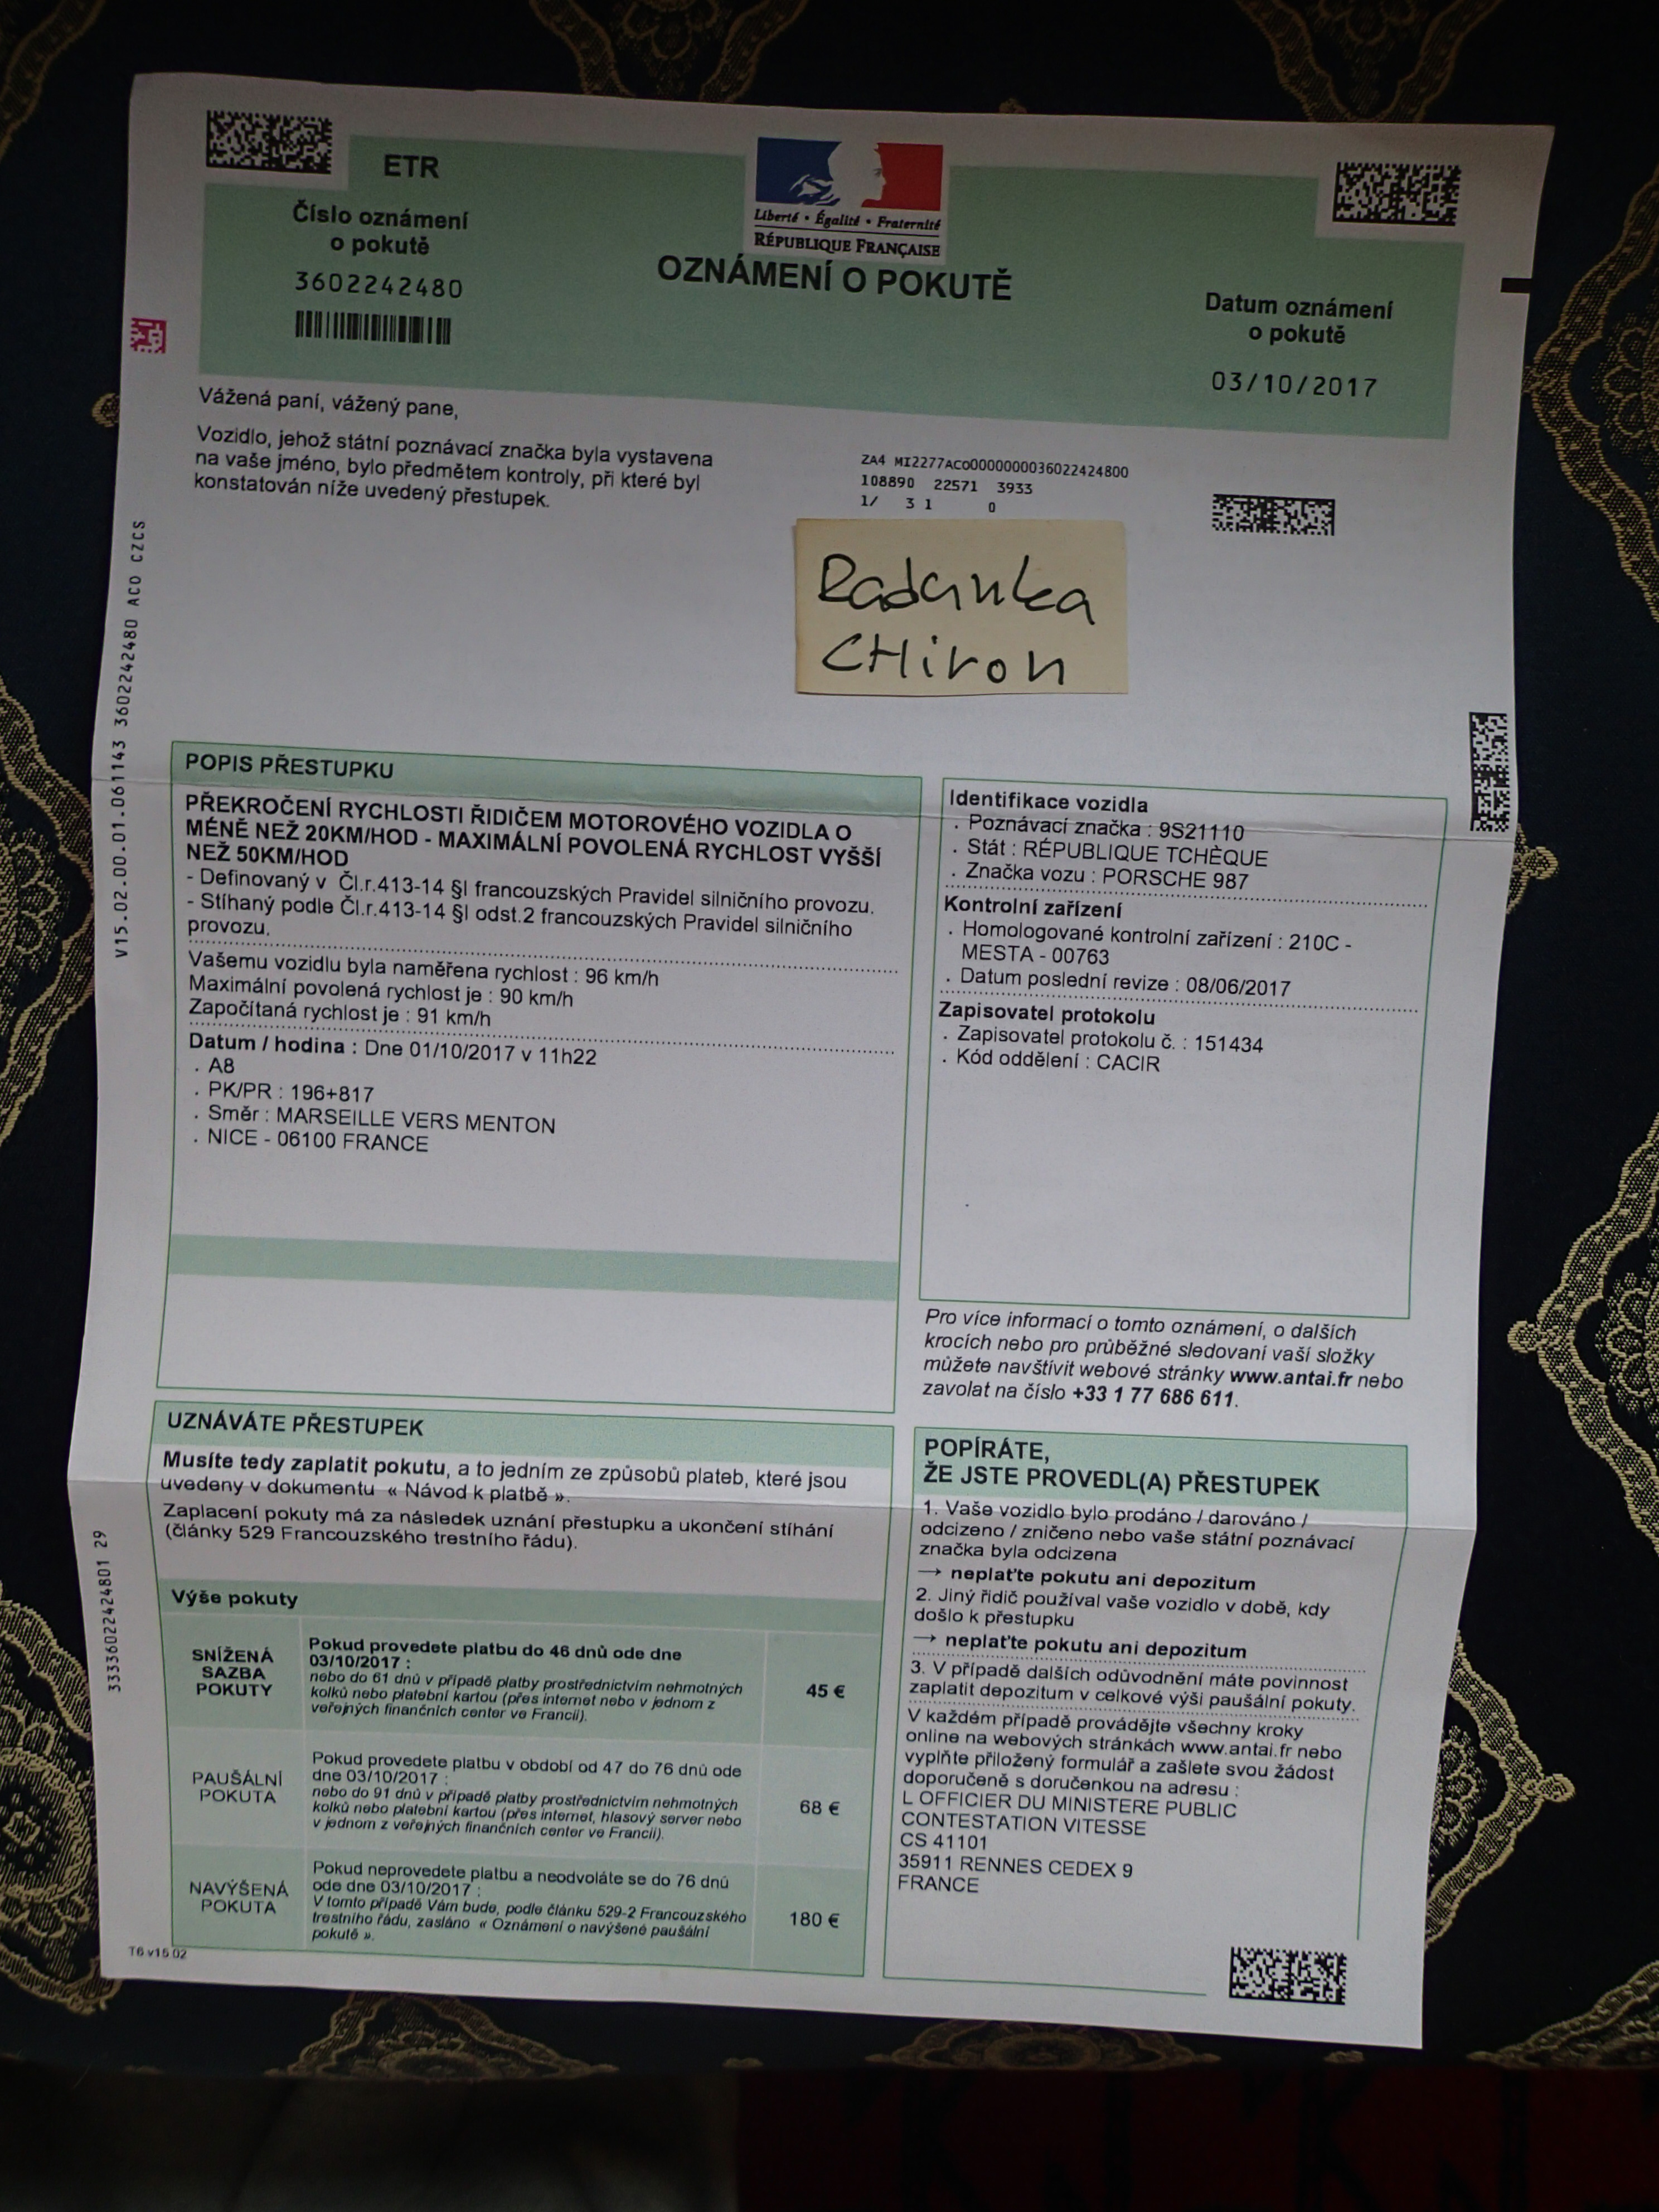 ETR
Číslo oznámení
o pokutě
3602242480
Liberté • Égalité • Fraternité
RÉPUBLIQUE FRANÇAISE
OZNÁMENÍ O POKUTĚ
Datum oznámení
o pokutě
03/10/2017
Vážená paní, vážený pane,
Vozidlo, jehož státní poznávací značka byla vystavena
na vaše jméno, bylo předmětem kontroly, při které byl
konstatován níže uvedený přestupek.
ZA4 MI2277ACO0000000036022424800
108890 22571 3933
1/ 3 1 0
Radanka
CHiron
V15.02.00.01.061143 3602242480 ACO CZCS
POPIS PŘESTUPKU
PŘEKROČENÍ RYCHLOSTI ŘIDIČEM MOTOROVÉHO VOZIDLA O
MÉNĚ NEŽ 20KM/HOD - MAXIMÁLNÍ POVOLENÁ RYCHLOST VYŠŠÍ
NEŽ 50KM/HOD
- Definovaný v Čl.r.413-14 §I francouzských Pravidel silničního provozu.
- Stíhaný podle Čl.r.413-14 §I odst.2 francouzských Pravidel silničního
provozu.
Vašemu vozidlu byla naměřena rychlost : 96 km/h
Maximální povolená rychlost je : 90 km/h
Započítaná rychlost je : 91 km/h
Datum / hodina : Dne 01/10/2017 v 11h22
. A8
. PK/PR : 196+817
. Směr : MARSEILLE VERS MENTON
. NICE - 06100 FRANCE
Identifikace vozidla
. Poznávací značka : 9S21110
. Stát : RÉPUBLIQUE TCHÈQUE
. Značka vozu : PORSCHE 987
Kontrolní zařízení
. Homologované kontrolní zařízení : 210C -
MESTA - 00763
. Datum poslední revize : 08/06/2017
Zapisovatel protokolu
. Zapisovatel protokolu č. : 151434
. Kód oddělení : CACIR
Pro více informací o tomto oznámení, o dalších
krocích nebo pro průběžné sledovaní vaší složky
můžete navštívit webové stránky www.antai.fr nebo
zavolat na číslo +33 1 77 686 611.
UZNÁVÁTE PŘESTUPEK
Musíte tedy zaplatit pokutu, a to jedním ze způsobů plateb, které jsou
uvedeny v dokumentu « Návod k platbě ».
Zaplacení pokuty má za následek uznání přestupku a ukončení stíhání
(články 529 Francouzského trestního řádu).
Výše pokuty
SNÍŽENÁ
SAZBA
POKUTY
Pokud provedete platbu do 46 dnů ode dne
03/10/2017 :
nebo do 61 dnů v případě platby prostřednictvím nehmotných
kolků nebo platební kartou (přes internet nebo v jednom z
veřejných finančních center ve Francii).
45 €
PAUŠÁLNÍ
POKUTA
Pokud provedete platbu v období od 47 do 76 dnů ode
dne 03/10/2017 :
nebo do 91 dnů v případě platby prostřednictvím nehmotných
kolků nebo platební kartou (přes internet, hlasový server nebo
v jednom z veřejných finančních center ve Francii).
68 €
NAVÝŠENÁ
POKUTA
Pokud neprovedete platbu a neodvoláte se do 76 dnů
ode dne 03/10/2017 :
V tomto případě Vám bude, podle článku 529-2 Francouzského
trestního řádu, zasláno « Oznámení o navýšené paušální
pokutě ».
180 €
T6 v15 02
33336022424801 29
POPÍRÁTE,
ŽE JSTE PROVEDL(A) PŘESTUPEK
1. Vaše vozidlo bylo prodáno / darováno /
odcizeno / zničeno nebo vaše státní poznávací
značka byla odcizena
→ neplaťte pokutu ani depozitum
2. Jiný řidič používal vaše vozidlo v době, kdy
došlo k přestupku
→ neplaťte pokutu ani depozitum
3. V případě dalších odůvodnění máte povinnost
zaplatit depozitum v celkové výši paušální pokuty.
V každém případě provádějte všechny kroky
online na webových stránkách www.antai.fr nebo
vyplňte přiložený formulář a zašlete svou žádost
doporučeně s doručenkou na adresu :
L OFFICIER DU MINISTERE PUBLIC
CONTESTATION VITESSE
CS 41101
35911 RENNES CEDEX 9
FRANCE